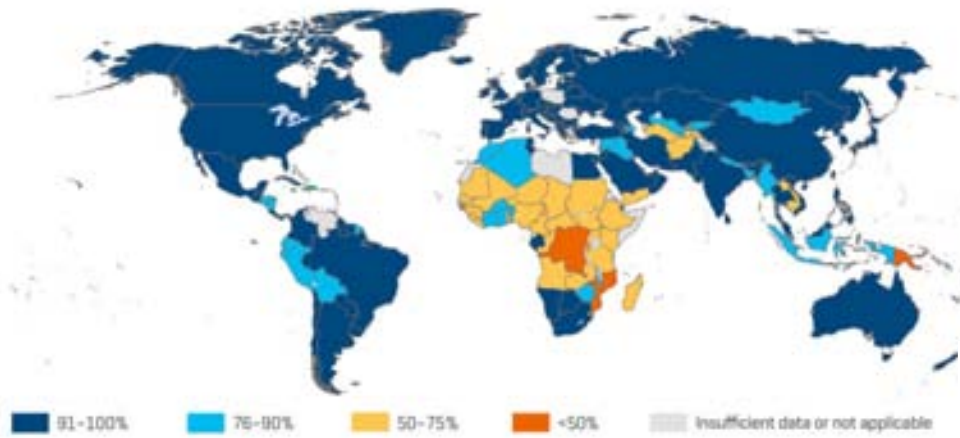 91-100%
76-90%
50-75%
<50%
Insufficient data or not applicable